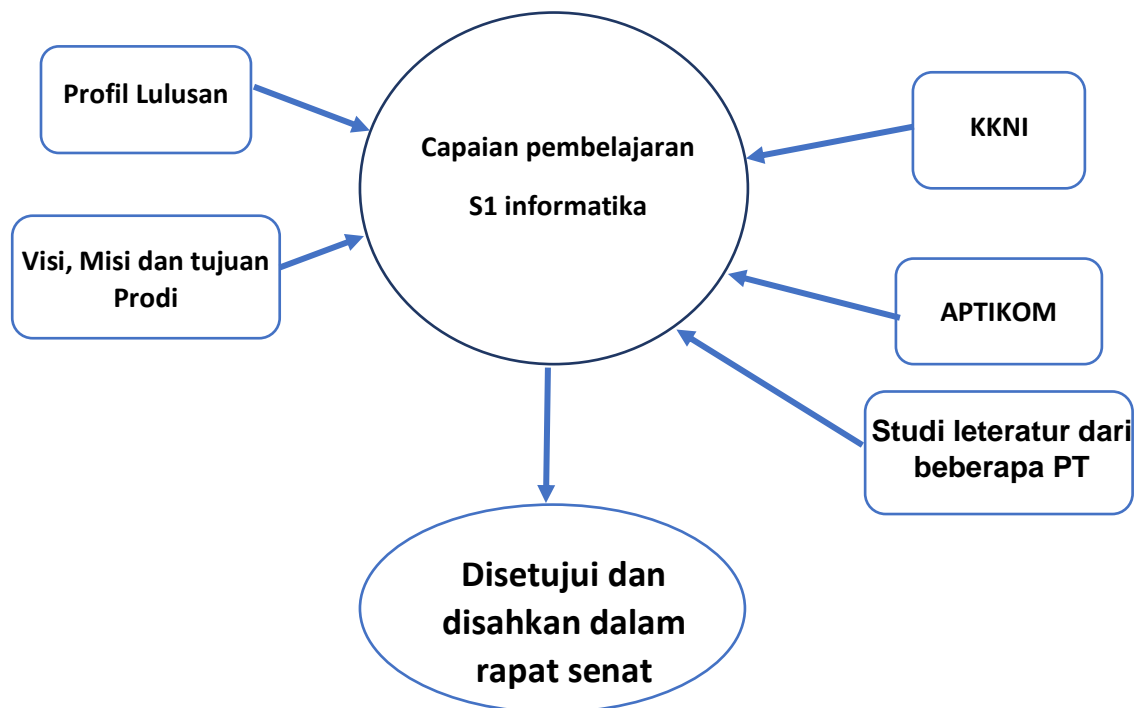 Profil Lulusan
Capaian pembelajaran
S1 informatika
KKNI
Visi, Misi dan tujuan
Prodi
APTIKOM
Studi leteratur dari
beberapa PT
Disetujui dan
disahkan dalam
rapat senat